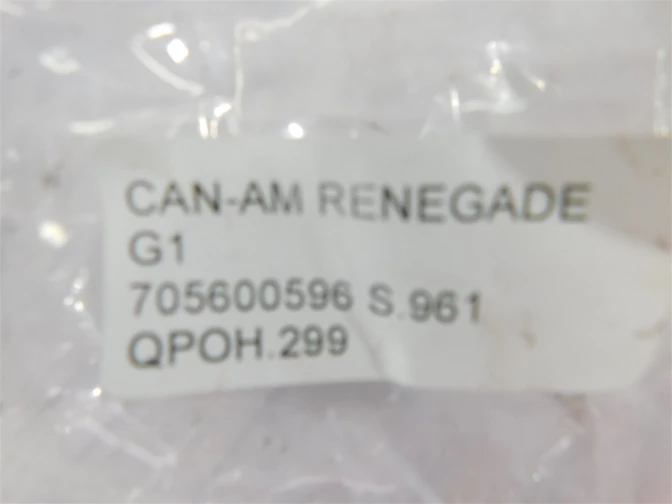 CAN-AM RENEGADE
G1
705600596 S.961
QPOH.299